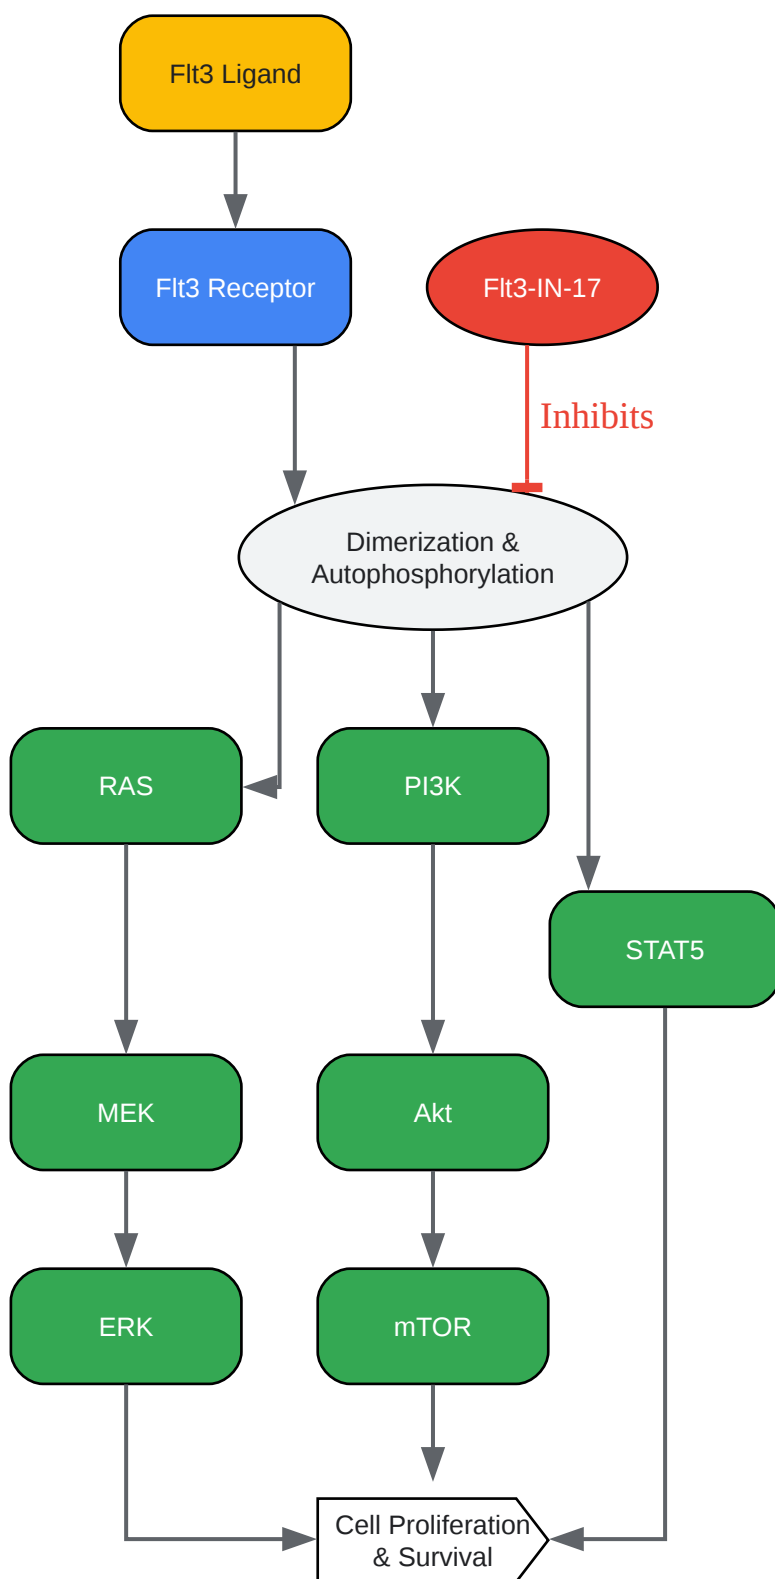 Flt3 Ligand
Flt3 Receptor
Flt3-IN-17
Inhibits
Dimerization &
Autophosphorylation
RAS
PI3K
STAT5
MEK
Akt
ERK
mTOR
Cell Proliferation
& Survival